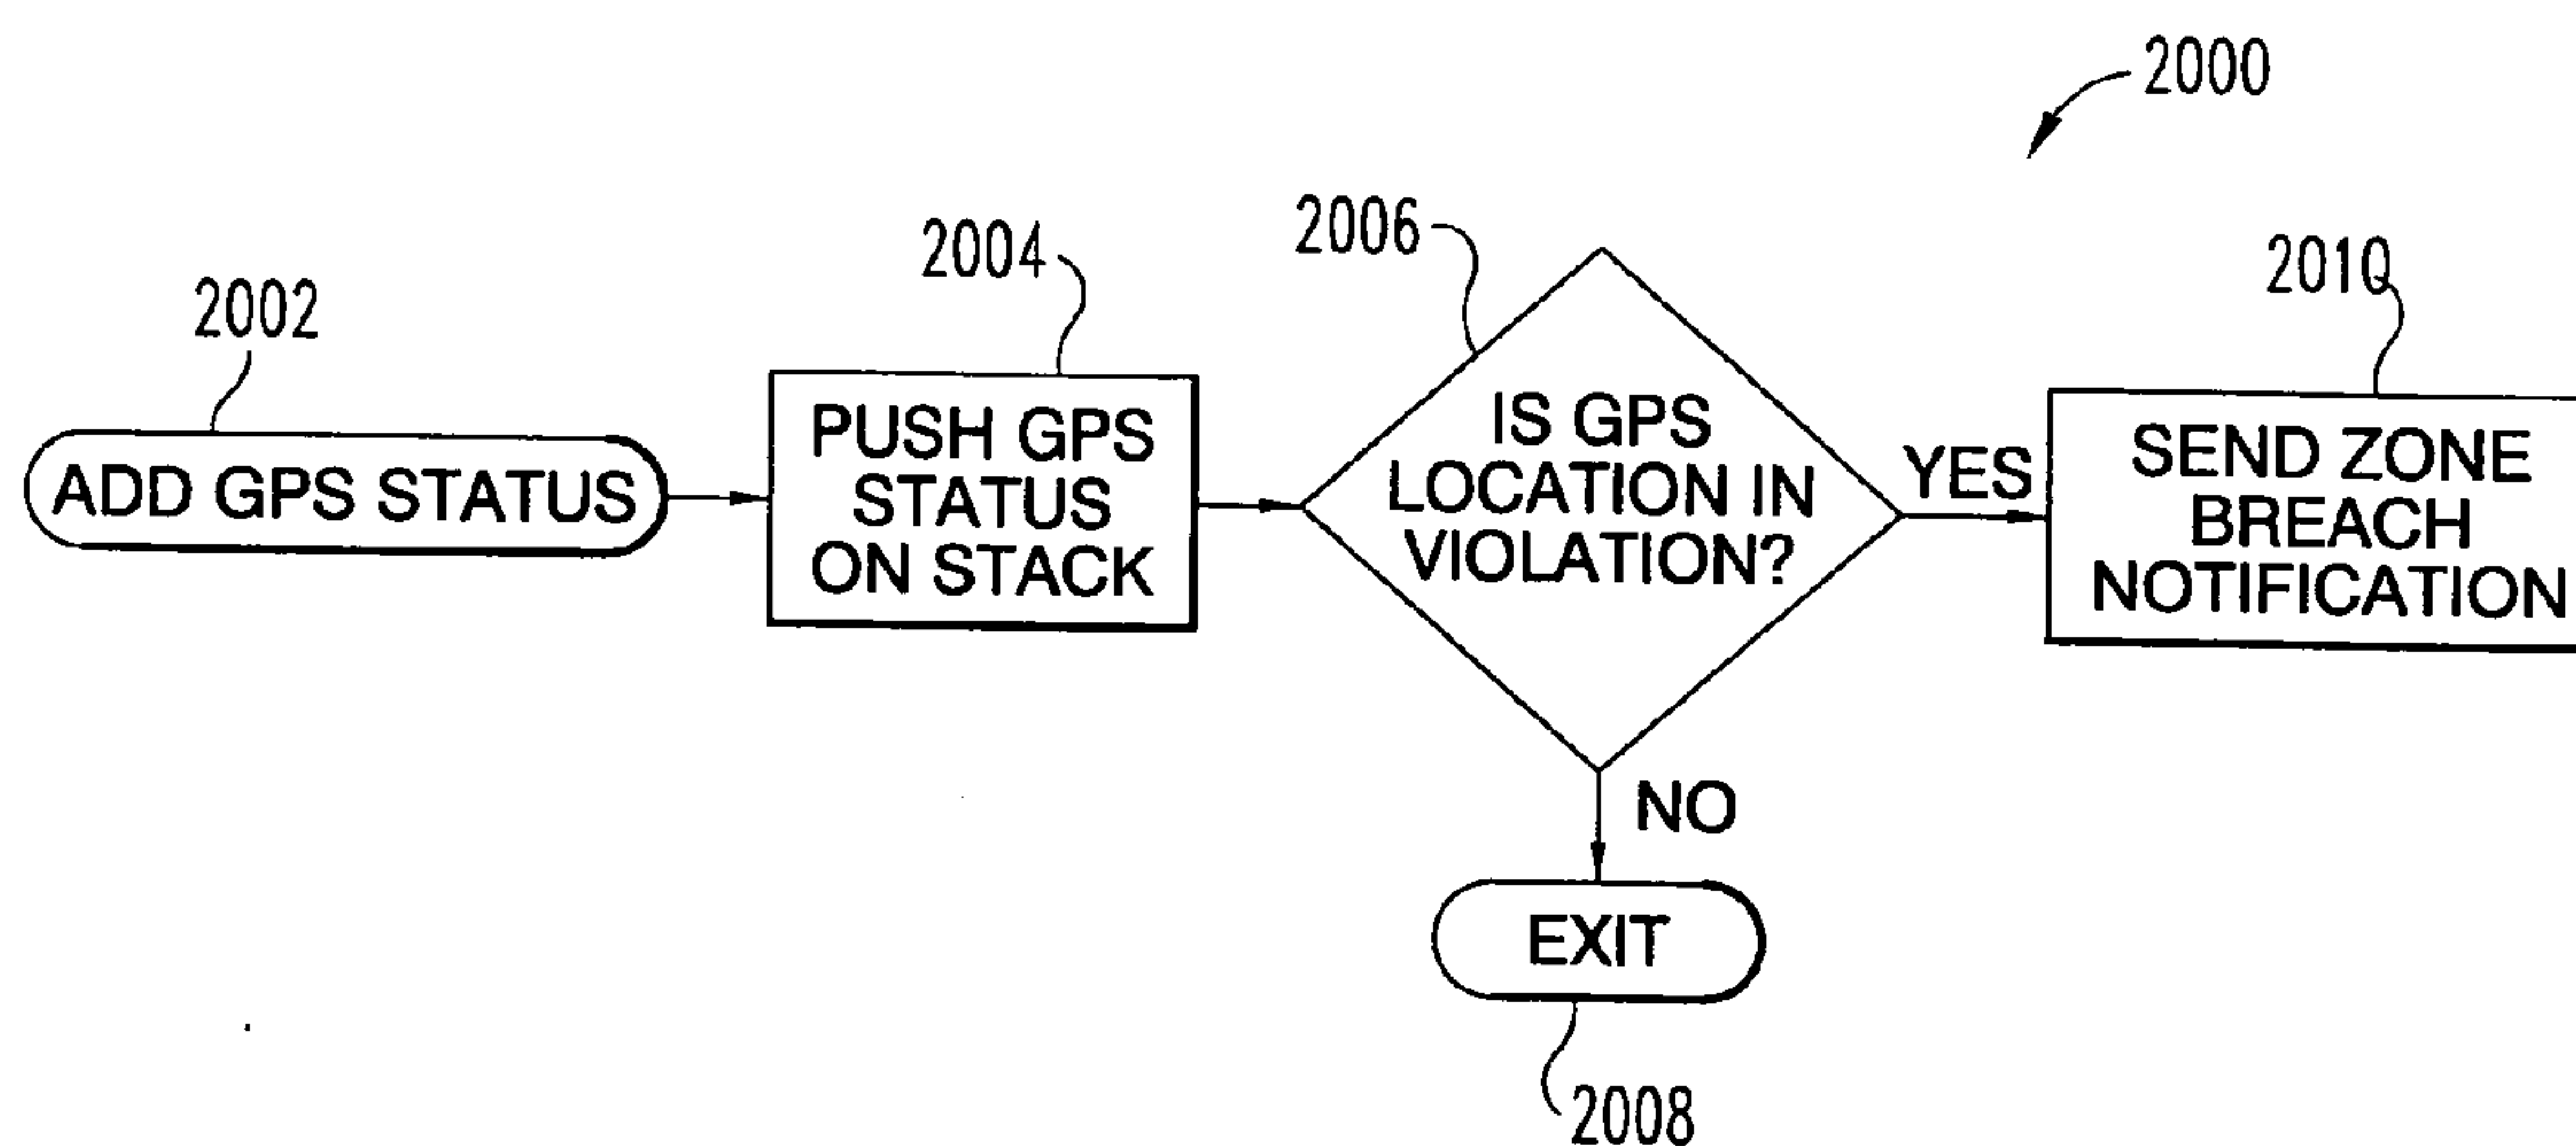 2000
2002
ADD GPS STATUS
2004
PUSH GPS
STATUS
ON STACK
2006
IS GPS
LOCATION IN
VIOLATION?
YES
2010
SEND ZONE
BREACH
NOTIFICATION
NO
EXIT
2008